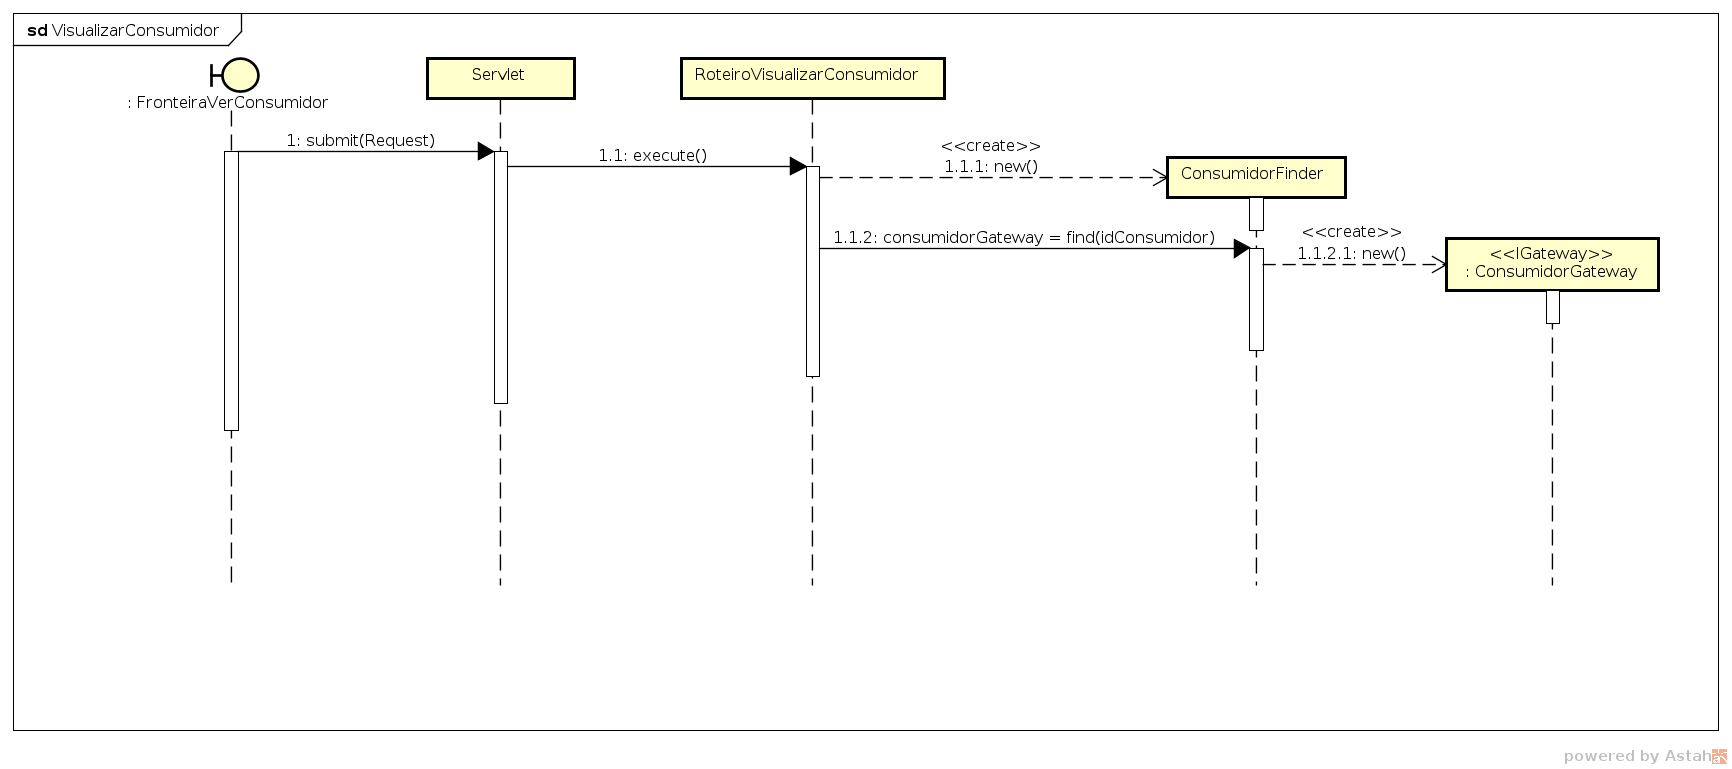 sd VisualizarConsumidor
: FronteiraVerConsumidor
Servlet
RoteiroVisualizarConsumidor
1: submit(Request)
1.1: execute()
<<create>>
1.1.1: new()
ConsumidorFinder
1.1.2: consumidorGateway = find(idConsumidor)
<<create>>
1.1.2.1: new()
<<IGateway>>
: ConsumidorGateway
powered by Astah